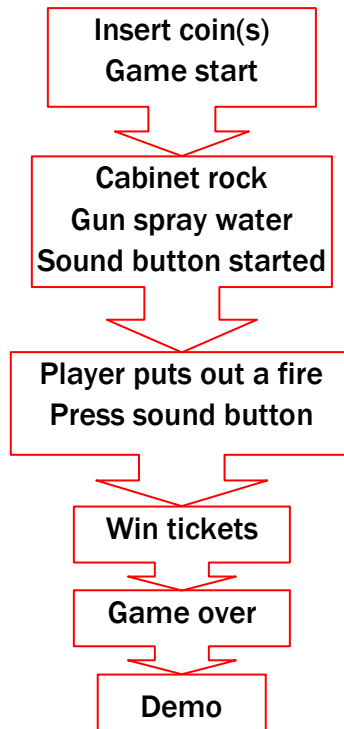 Insert coin(s)
Game start
Cabinet rock
Gun spray water
Sound button started
Player puts out a fire
Press sound button
Win tickets
Game over
Demo